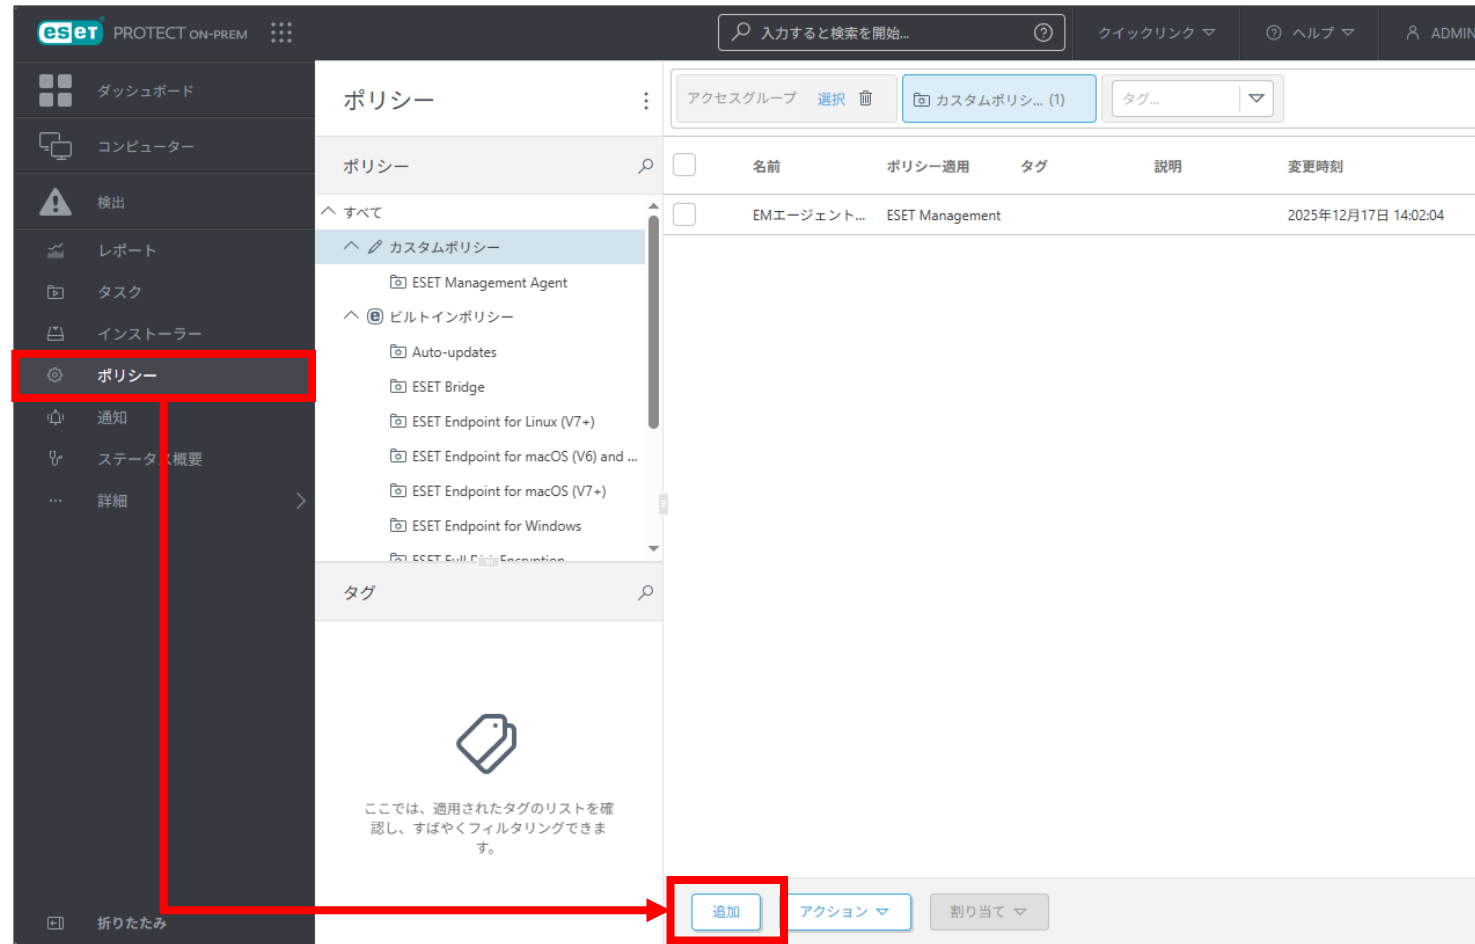 eset PROTECT ON-PREM
入力すると検索を開始...
クイックリンク
ヘルプ
ADMIN
ダッシュボード
コンピューター
検出
レポート
タスク
インストーラー
ポリシー
通知
ステータス概要
詳細
折りたたみ
ポリシー
ポリシー
すべて
カスタムポリシー
ESET Management Agent
ビルトインポリシー
Auto-updates
ESET Bridge
ESET Endpoint for Linux (V7+)
ESET Endpoint for macOS (V6) and ...
ESET Endpoint for macOS (V7+)
ESET Endpoint for Windows
ESET Full Disk Encryption
タグ
ここでは、適用されたタグのリストを確
認し、すばやくフィルタリングできま
す。
アクセスグループ 選択
カスタムポリシ... (1)
タグ...
名前 ポリシー適用 タグ 説明 変更時刻
EMエージェント... ESET Management 2025年12月17日 14:02:04
追加
アクション
割り当て